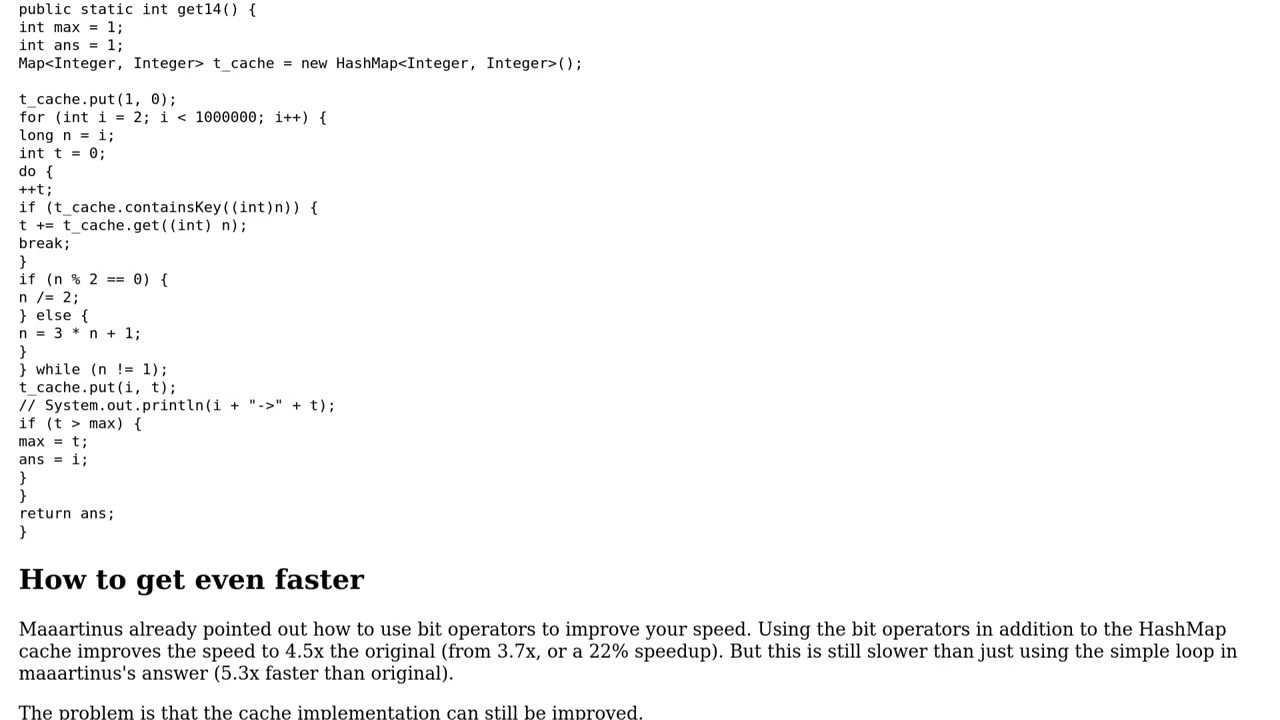 public static int get14() {
int max = 1;
int ans = 1;
Map<Integer, Integer> t_cache = new HashMap<Integer, Integer>();
t_cache.put(1, 0);
for (int i = 2; i < 1000000; i++) {
long n = i;
int t = 0;
do {
++t;
if (t_cache.containsKey((int)n)) {
t += t_cache.get((int) n);
break;
}
if (n % 2 == 0) {
n /= 2;
} else {
n = 3 * n + 1;
}
} while (n != 1);
t_cache.put(i, t);
// System.out.println(i + "->" + t);
if (t > max) {
max = t;
ans = i;
}
}
return ans;
}
How to get even faster
Maaartinus already pointed out how to use bit operators to improve your speed. Using the bit operators in addition to the HashMap
cache improves the speed to 4.5x the original (from 3.7x, or a 22% speedup). But this is still slower than just using the simple loop in
maaartinus's answer (5.3x faster than original).
The problem is that the cache implementation can still be improved.